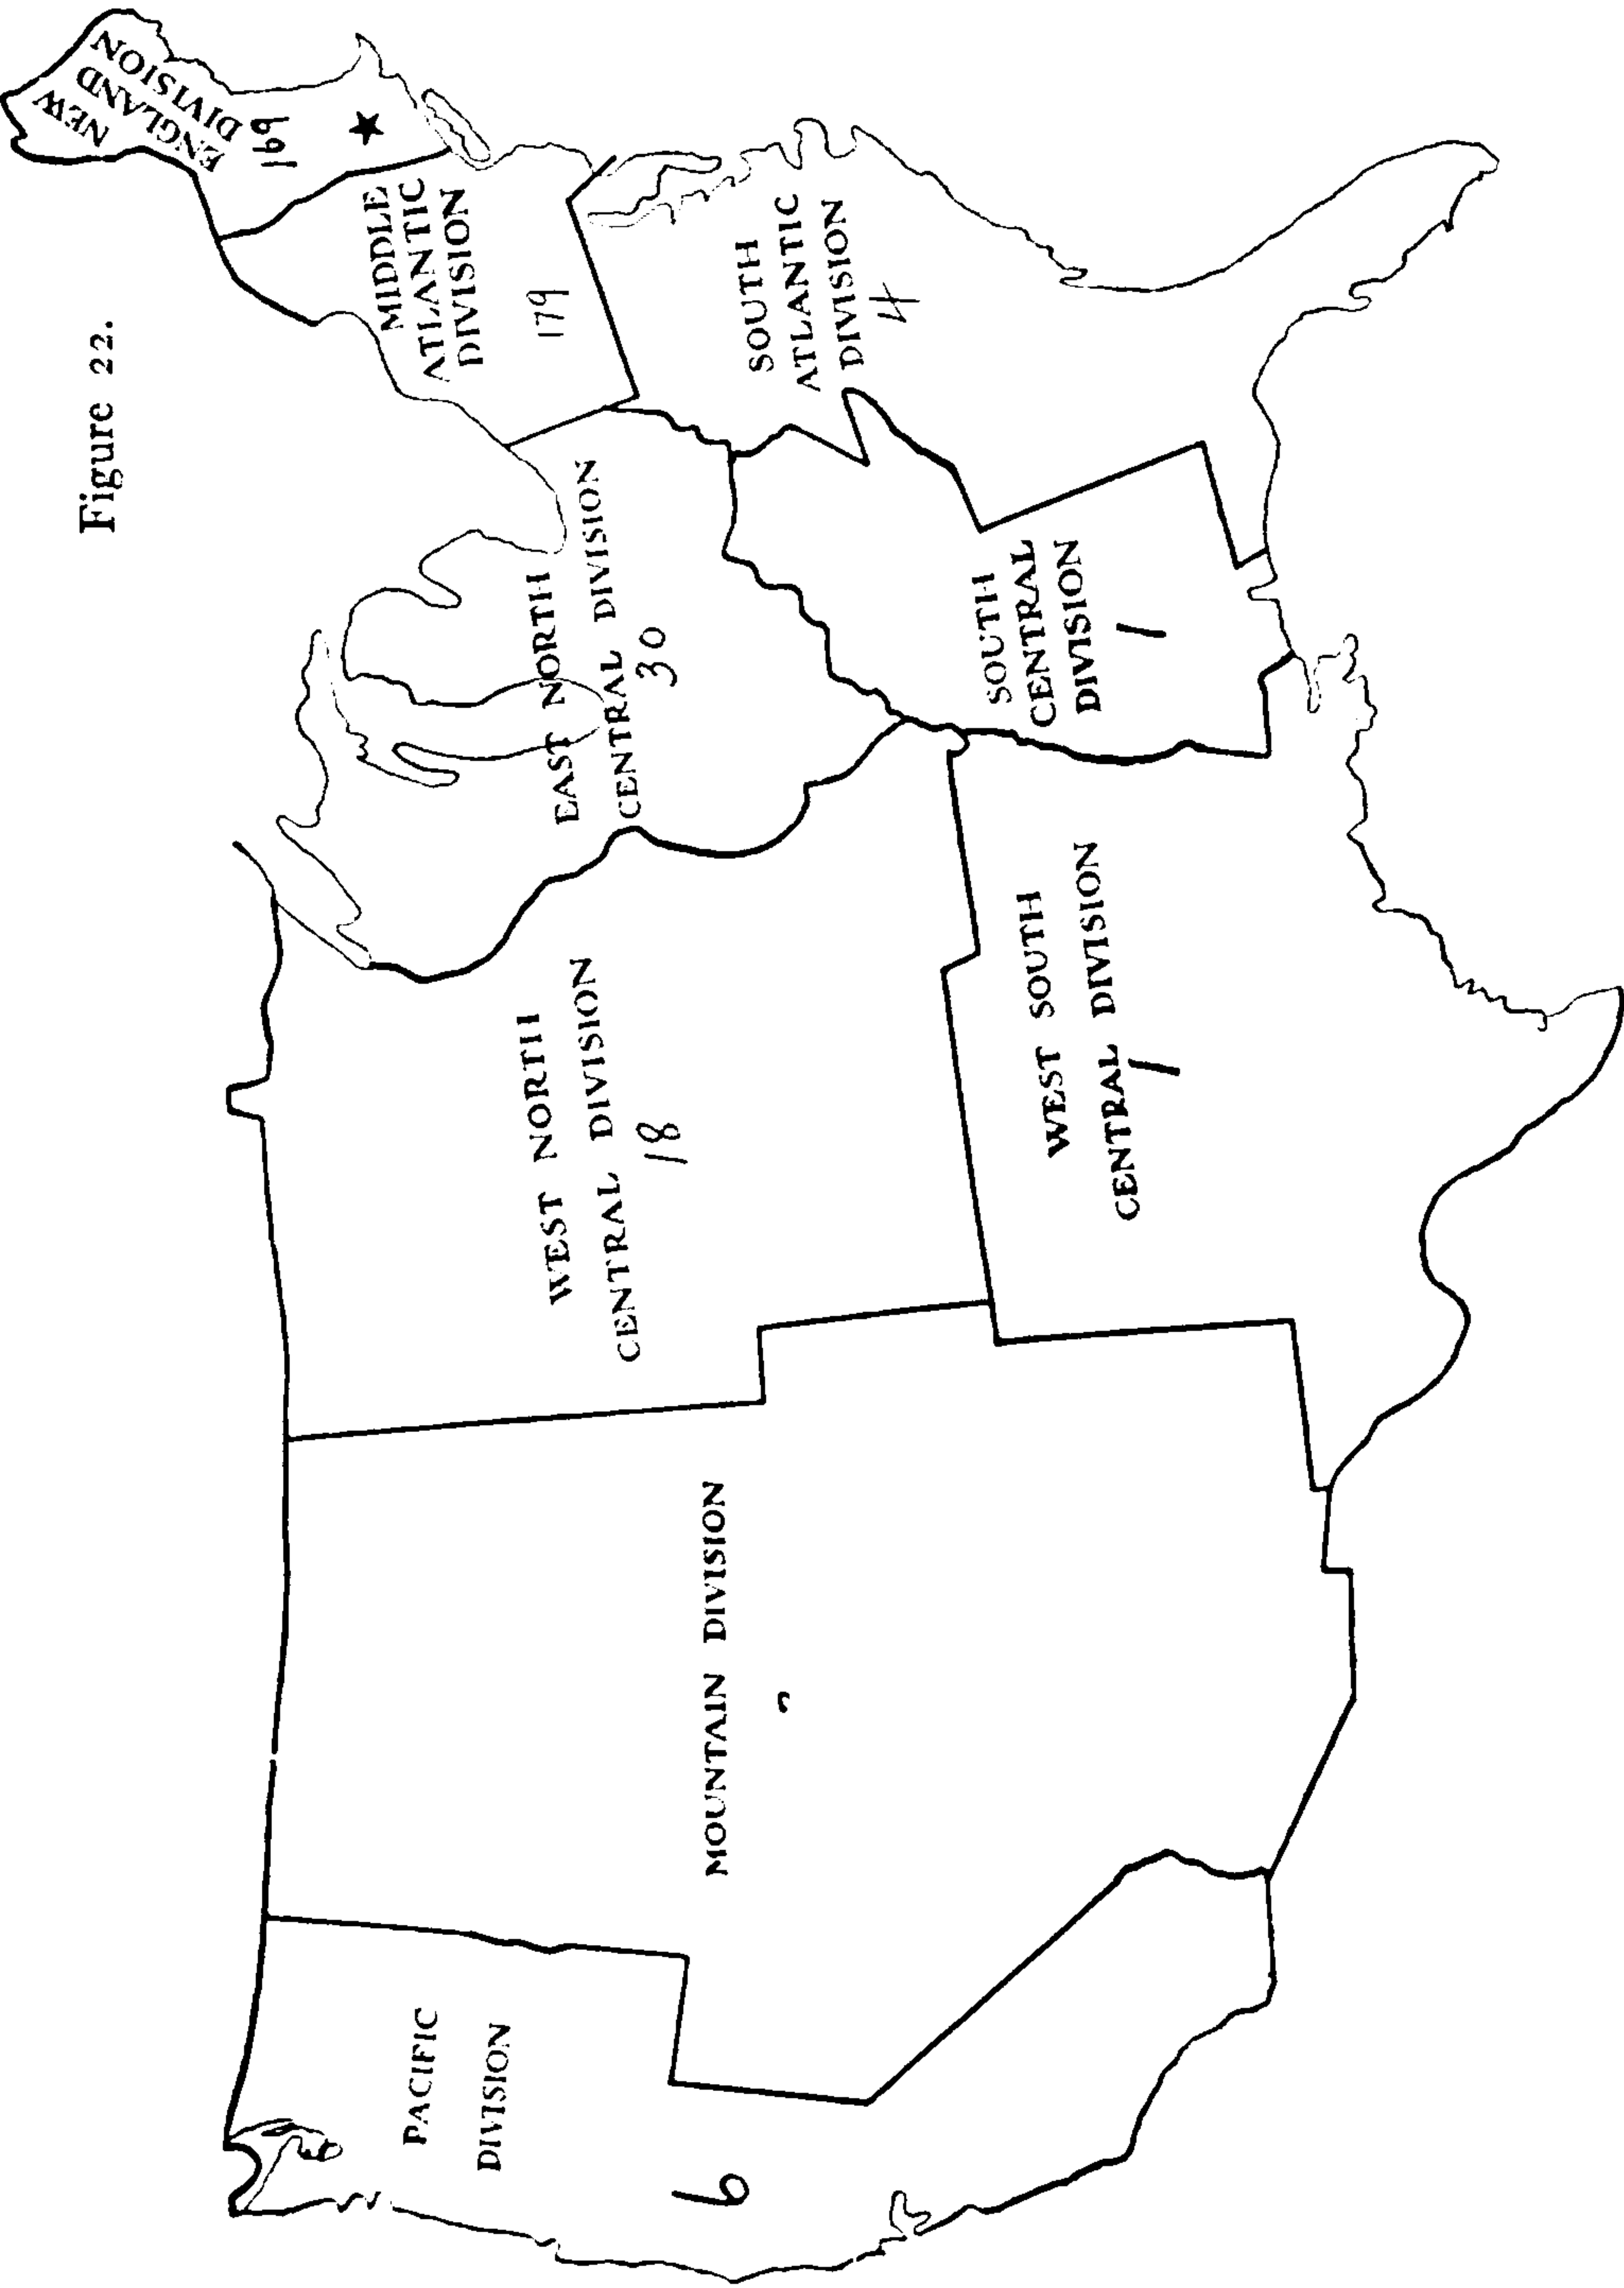 Figure 22.
PACIFIC
DIVISION
6
MOUNTAIN DIVISION
WEST NORTH
CENTRAL DIVISION
18
WEST SOUTH
CENTRAL DIVISION
1
EAST NORTH
CENTRAL DIVISION
30
SOUTH
CENTRAL
DIVISION
1
MIDDLE
ATLANTIC
DIVISION
179
SOUTH
ATLANTIC
DIVISION
4
NEW
ENGLAND
DIVISION
169